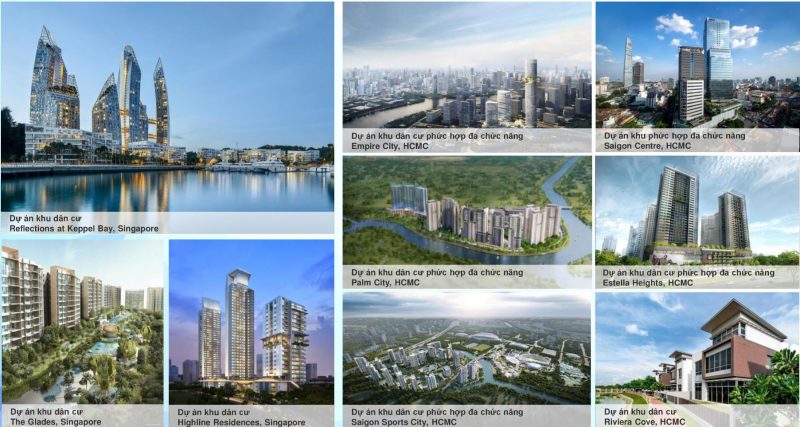 Dự án khu dân cư
Reflections at Keppel Bay, Singapore
Dự án khu dân cư
The Glades, Singapore
Dự án khu dân cư
Highline Residences, Singapore
Dự án khu dân cư phức hợp đa chức năng
Empire City, HCMC
Dự án khu phức hợp đa chức năng
Saigon Centre, HCMC
Dự án khu dân cư phức hợp đa chức năng
Palm City, HCMC
Dự án khu dân cư phức hợp đa chức năng
Estella Heights, HCMC
Dự án khu dân cư phức hợp đa chức năng
Saigon Sports City, HCMC
Dự án khu dân cư
Riviera Cove, HCMC